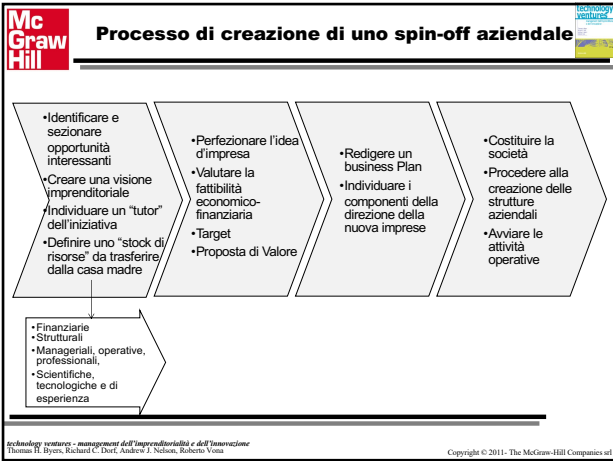 Mc
Graw
Hill
Processo di creazione di uno spin-off aziendale
technology
ventures
•Identificare e
sezionare
opportunità
interessanti
•Creare una visione
imprenditoriale
•Individuare un “tutor”
dell’iniziativa
•Definire uno “stock di
risorse” da trasferire
dalla casa madre
•Perfezionare l’idea
d’impresa
•Valutare la
fattibilità
economico-
finanziaria
•Target
•Proposta di Valore
•Redigere un
business Plan
•Individuare i
componenti della
direzione della
nuova imprese
•Costituire la
società
•Procedere alla
creazione delle
strutture
aziendali
•Avviare le
attività
operative
•Finanziarie
•Strutturali
•Manageriali, operative,
professionali,
•Scientifiche,
tecnologiche e di
esperienza
technology ventures - management dell’imprenditorialità e dell’innovazione
Thomas H. Byers, Richard C. Dorf, Andrew J. Nelson, Roberto Vona
Copyright © 2011- The McGraw-Hill Companies srl